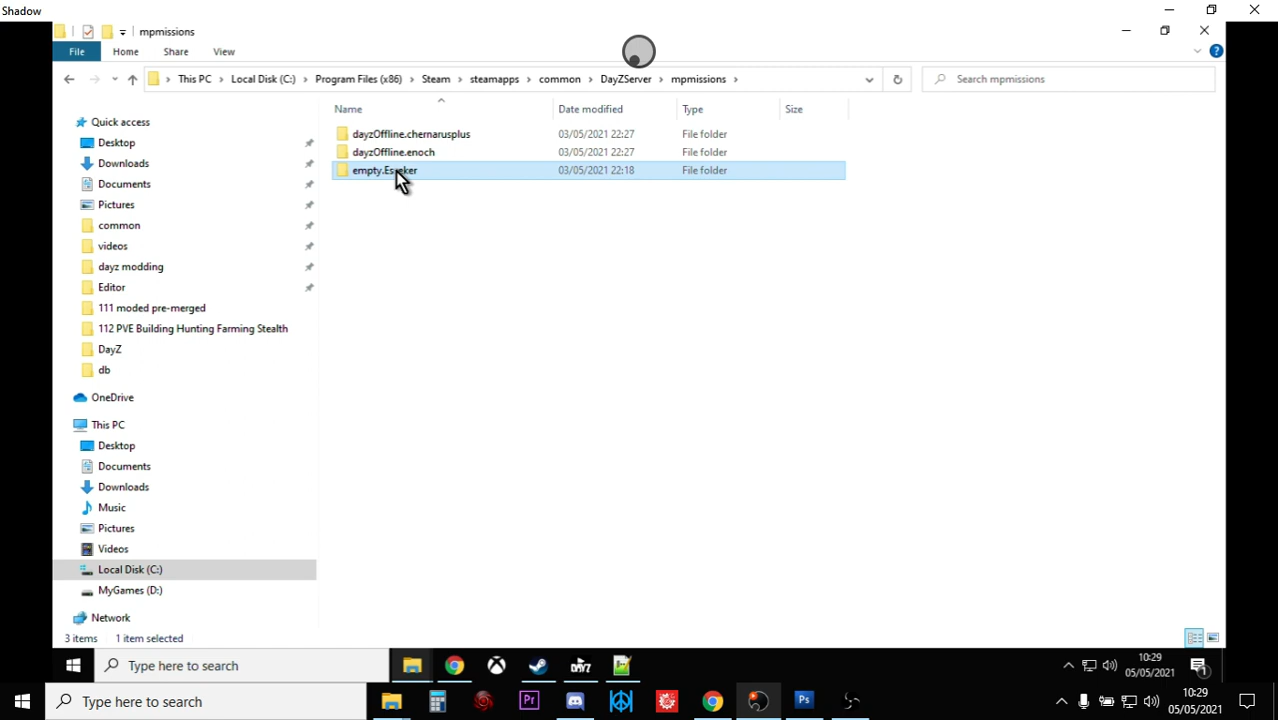 Shadow
mpmissions
File Home Share View
This PC Local Disk (C:) Program Files (x86) Steam steamapps common DayZServer mpmissions
Search mpmissions
Name Date modified Type Size
dayzOffline.chernarusplus 03/05/2021 22:27 File folder
dayzOffline.enoch 03/05/2021 22:27 File folder
03/05/2021 22:18 File folder
Quick access
Desktop
Downloads
Documents
Pictures
common
videos
dayz modding
Editor
111 moded pre-merged
112 PVE Building Hunting Farming Stealth
DayZ
db
OneDrive
This PC
Desktop
Documents
Downloads
Music
Pictures
Videos
Local Disk (C:)
MyGames (D:)
Network
3 items 1 item selected
Type here to search
10:29
05/05/2021
1
Type here to search
Pr
Ps
10:29
05/05/2021